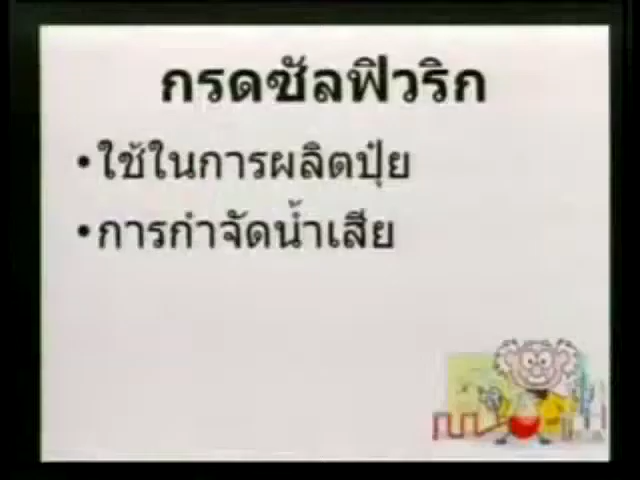 กรดซัลฟิวริก
•ใช้ในการผลิตปุ๋ย
•การกำจัดน้ำเสีย